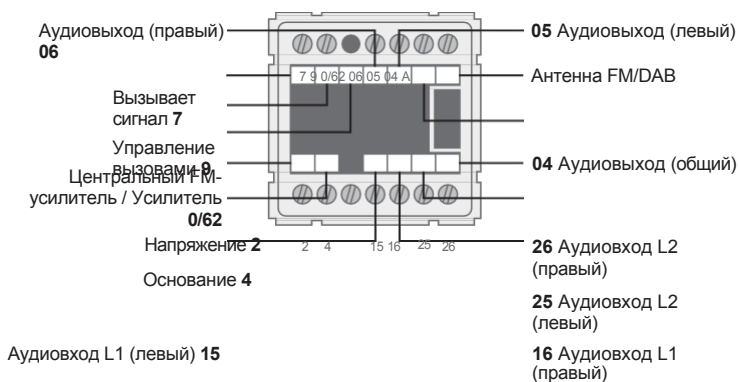 Аудиовыход (правый)
06
05 Аудиовыход (левый)
7 9 0/62 06 05 04 A
Антенна FM/DAB
Вызывает
сигнал 7
Управление
вызовами 9
04 Аудиовыход (общий)
Центральный FM-
усилитель / Усилитель
0/62
Напряжение 2
2 4 15 16 25 26
26 Аудиовход L2
(правый)
Основание 4
25 Аудиовход L2
(левый)
Аудиовход L1 (левый) 15
16 Аудиовход L1
(правый)